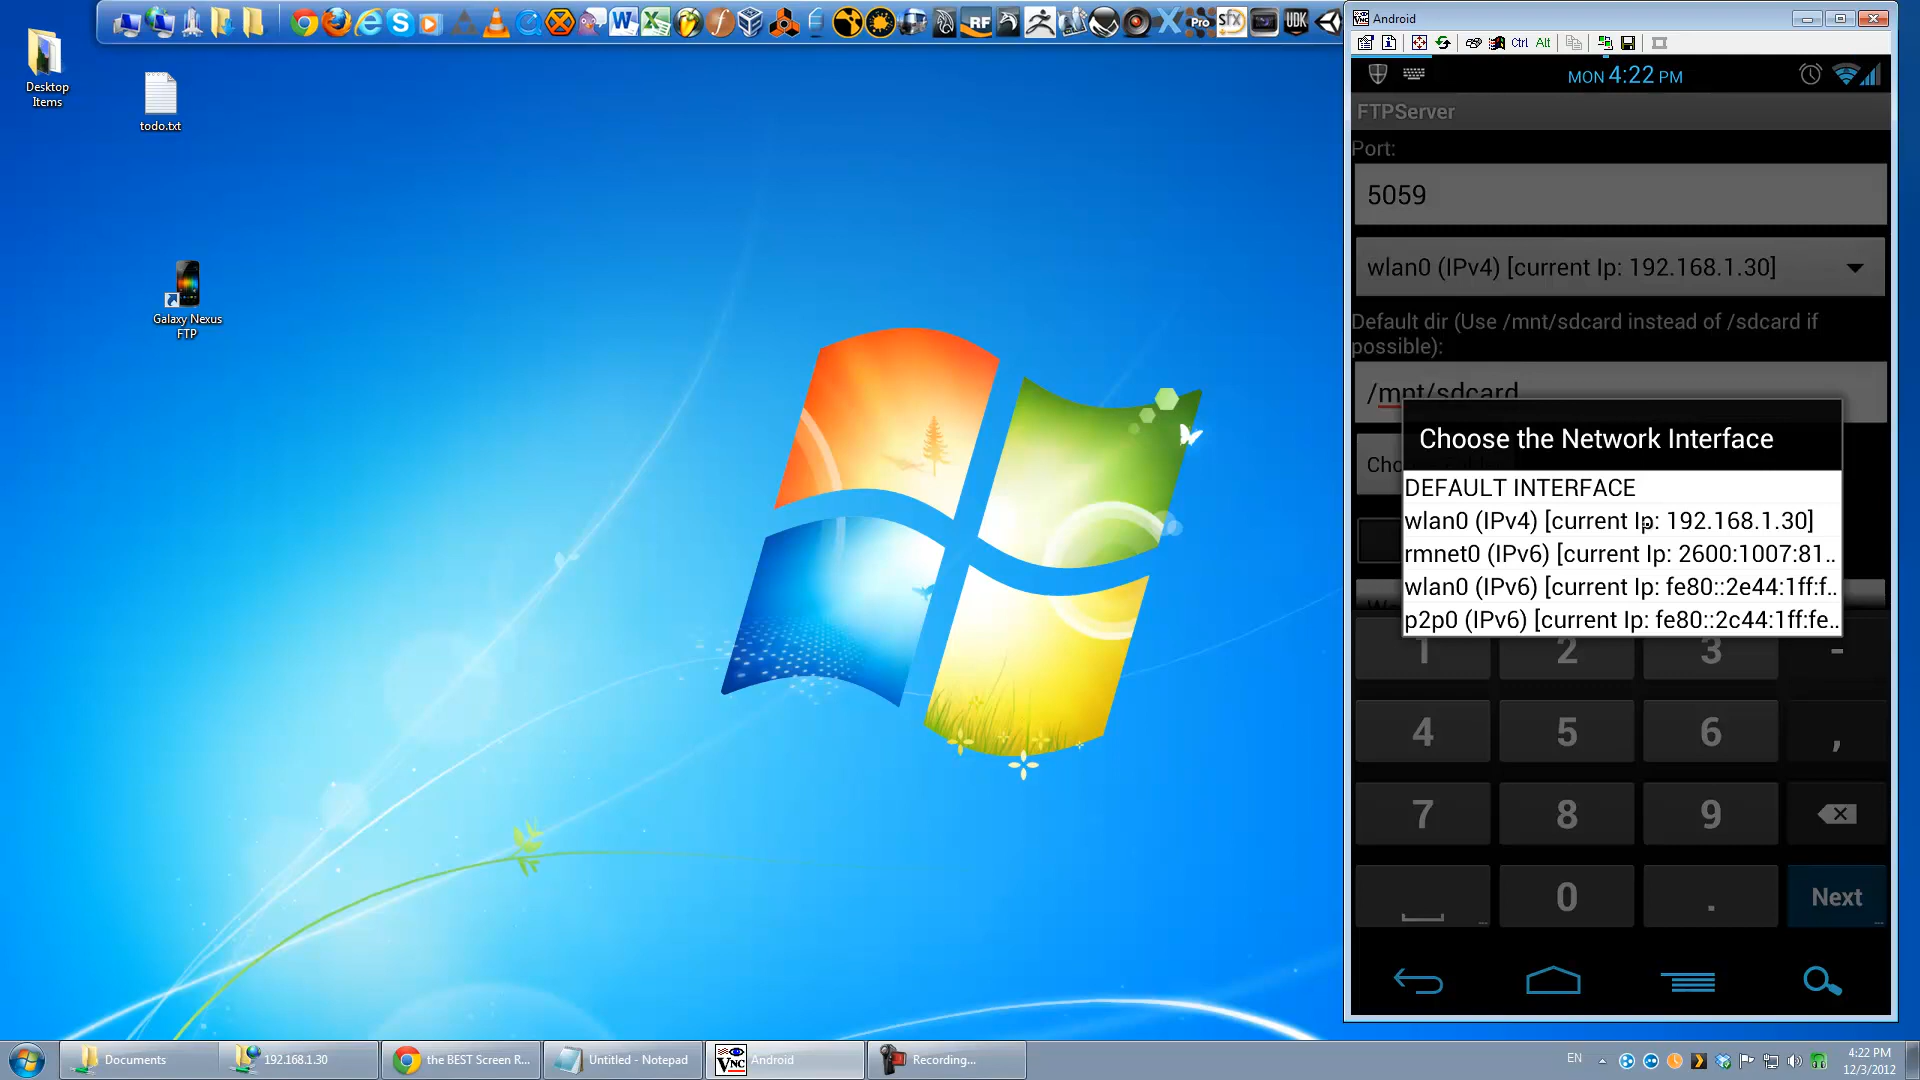 Desktop
Items
todo.txt
Galaxy Nexus
FTP
RF
Pro
sfx
UDK
Android
Ctrl Alt
MON 4:22 PM
FTPServer
Port:
5059
wlan0 (IPv4) [current Ip: 192.168.1.30]
Default dir (Use /mnt/sdcard instead of /sdcard if
possible):
/mnt/sdcard
Cho
Choose the Network Interface
DEFAULT INTERFACE
wlan0 (IPv4) [current Ip: 192.168.1.30]
rmnet0 (IPv6) [current Ip: 2600:1007:81..
wlan0 (IPv6) [current Ip: fe80::2e44:1ff:f..
p2p0 (IPv6) [current Ip: fe80::2c44:1ff:fe..
1 2 3 -
4 5 6 ,
7 8 9
0 . Next
Documents
192.168.1.30
the BEST Screen R...
Untitled - Notepad
VNC
Android
Recording...
EN
4:22 PM
12/3/2012